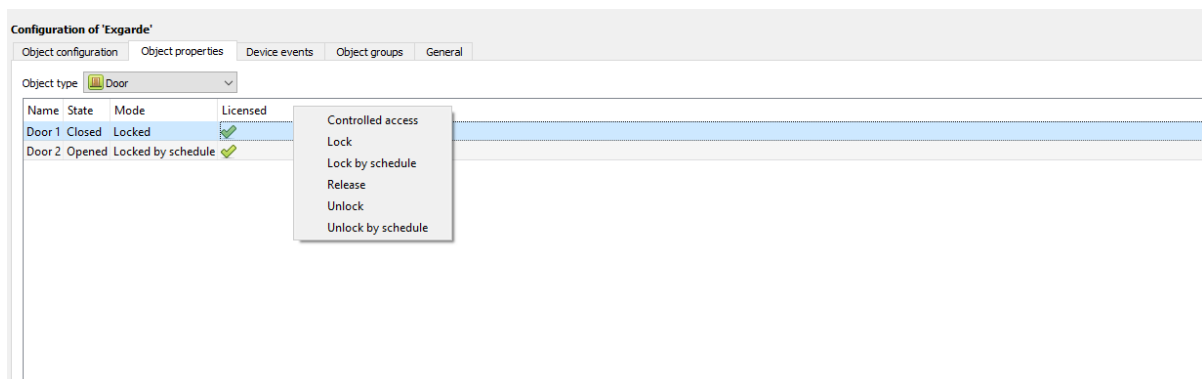 Configuration of 'Exgarde'
Object configuration Object properties Device events Object groups General
Object type Door
Name State Mode Licensed
Door 1 Closed Locked
Door 2 Opened Locked by schedule
Controlled access
Lock
Lock by schedule
Release
Unlock
Unlock by schedule